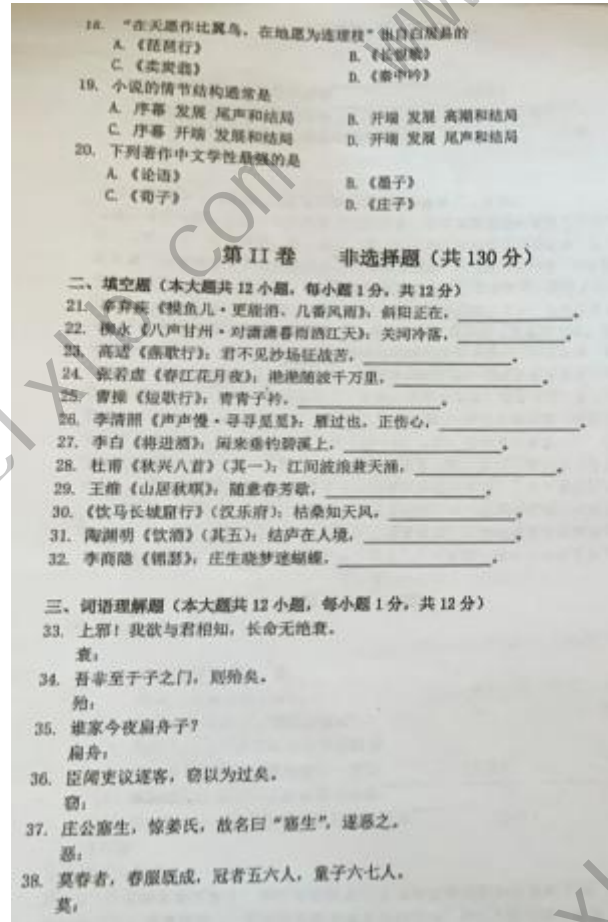 18. “在天愿作比翼鸟，在地愿为连理枝”出自白居易的
A. 《琵琶行》 B. 《长恨歌》
C. 《卖炭翁》 D. 《秦中吟》
19. 小说的情节结构通常是
A. 序幕 发展 尾声和结局 B. 开端 发展 高潮和结局
C. 序幕 开端 发展和结局 D. 开端 发展 尾声和结局
20. 下列著作中文学性最强的是
A. 《论语》 B. 《墨子》
C. 《荀子》 D. 《庄子》
第 II 卷 非选择题（共 130 分）
二、填空题（本大题共 12 小题，每小题 1 分，共 12 分）
21. 辛弃疾《摸鱼儿·更能消、几番风雨》：斜阳正在，____________。
22. 柳永《八声甘州·对潇潇暮雨洒江天》：关河冷落，____________。
23. 高适《燕歌行》：君不见沙场征战苦，____________。
24. 张若虚《春江花月夜》：滟滟随波千万里，____________。
25. 曹操《短歌行》：青青子衿，____________。
26. 李清照《声声慢·寻寻觅觅》：雁过也，正伤心，____________。
27. 李白《将进酒》：闲来垂钓碧溪上，____________。
28. 杜甫《秋兴八首》（其一）：江间波浪兼天涌，____________。
29. 王维《山居秋暝》：随意春芳歇，____________。
30. 《饮马长城窟行》（汉乐府）：枯桑知天风，____________。
31. 陶渊明《饮酒》（其五）：结庐在人境，____________。
32. 李商隐《锦瑟》：庄生晓梦迷蝴蝶，____________。
三、词语理解题（本大题共 12 小题，每小题 1 分，共 12 分）
33. 上邪！我欲与君相知，长命无绝衰。
衰：
34. 吾非至于子之门，则殆矣。
殆：
35. 谁家今夜扁舟子？
扁舟：
36. 臣闻吏议逐客，窃以为过矣。
窃：
37. 庄公寤生，惊姜氏，故名曰“寤生”，遂恶之。
恶：
38. 莫春者，春服既成，冠者五六人，童子六七人。
莫：